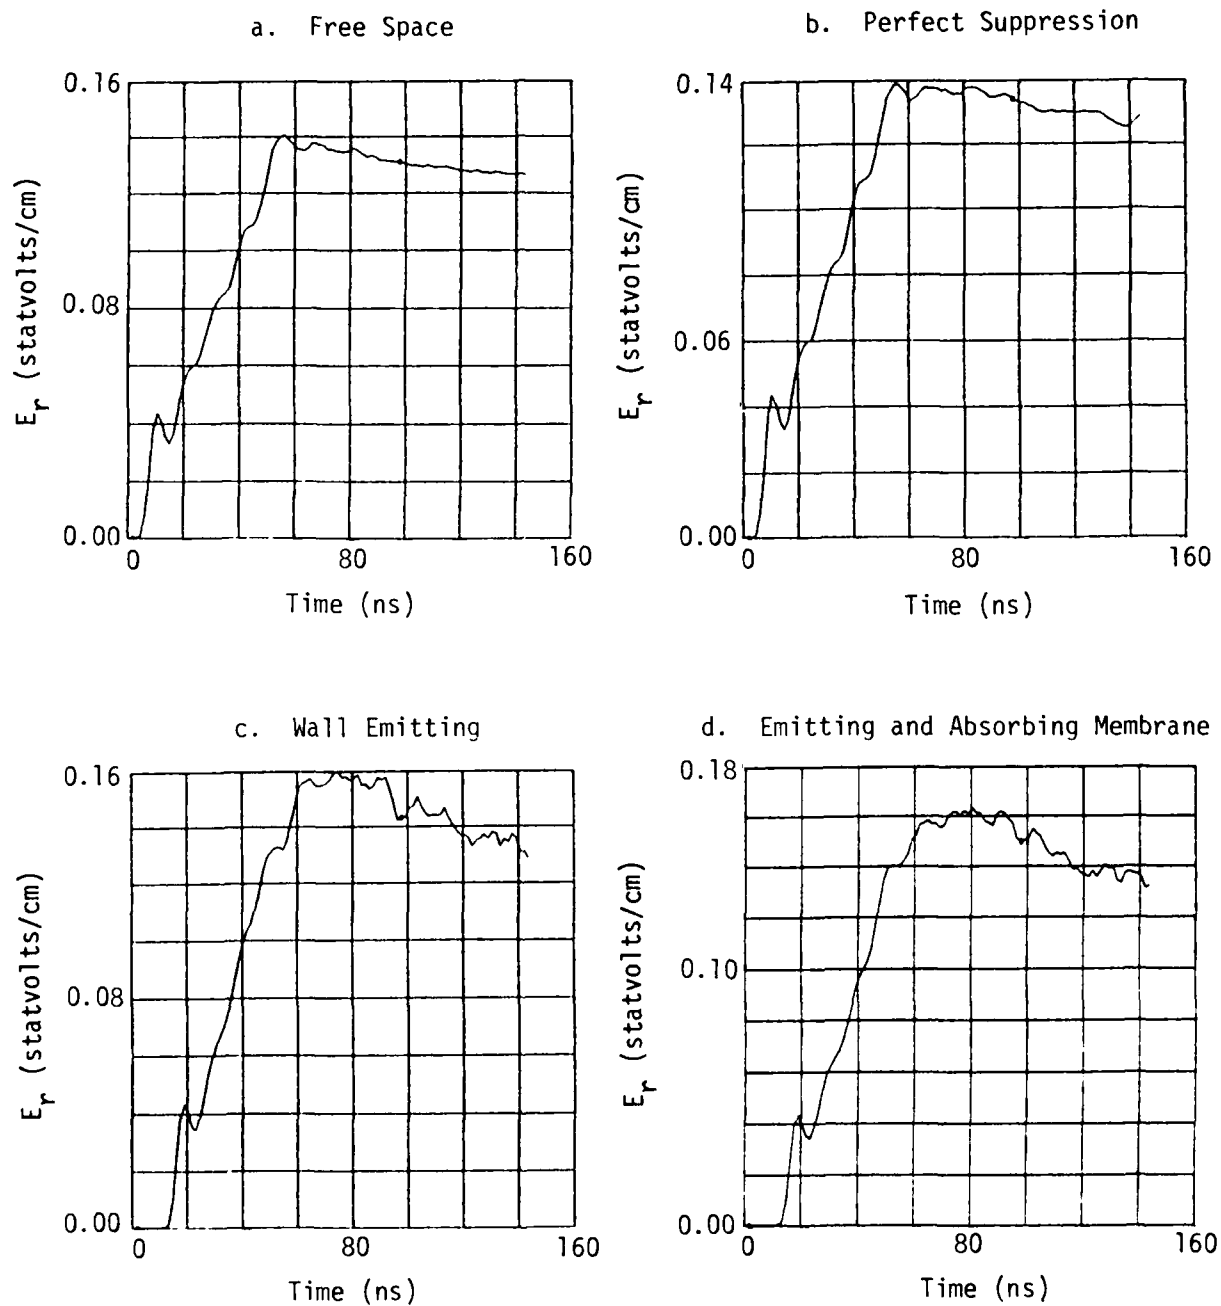 a. Free Space
0.16
0.08
0.00
0
80
160
E_r (statvolts/cm)
Time (ns)
b. Perfect Suppression
0.14
0.06
0.00
0
80
160
E_r (statvolts/cm)
Time (ns)
c. Wall Emitting
0.16
0.08
0.00
0
80
160
E_r (statvolts/cm)
Time (ns)
d. Emitting and Absorbing Membrane
0.18
0.10
0.00
0
80
160
E_r (statvolts/cm)
Time (ns)